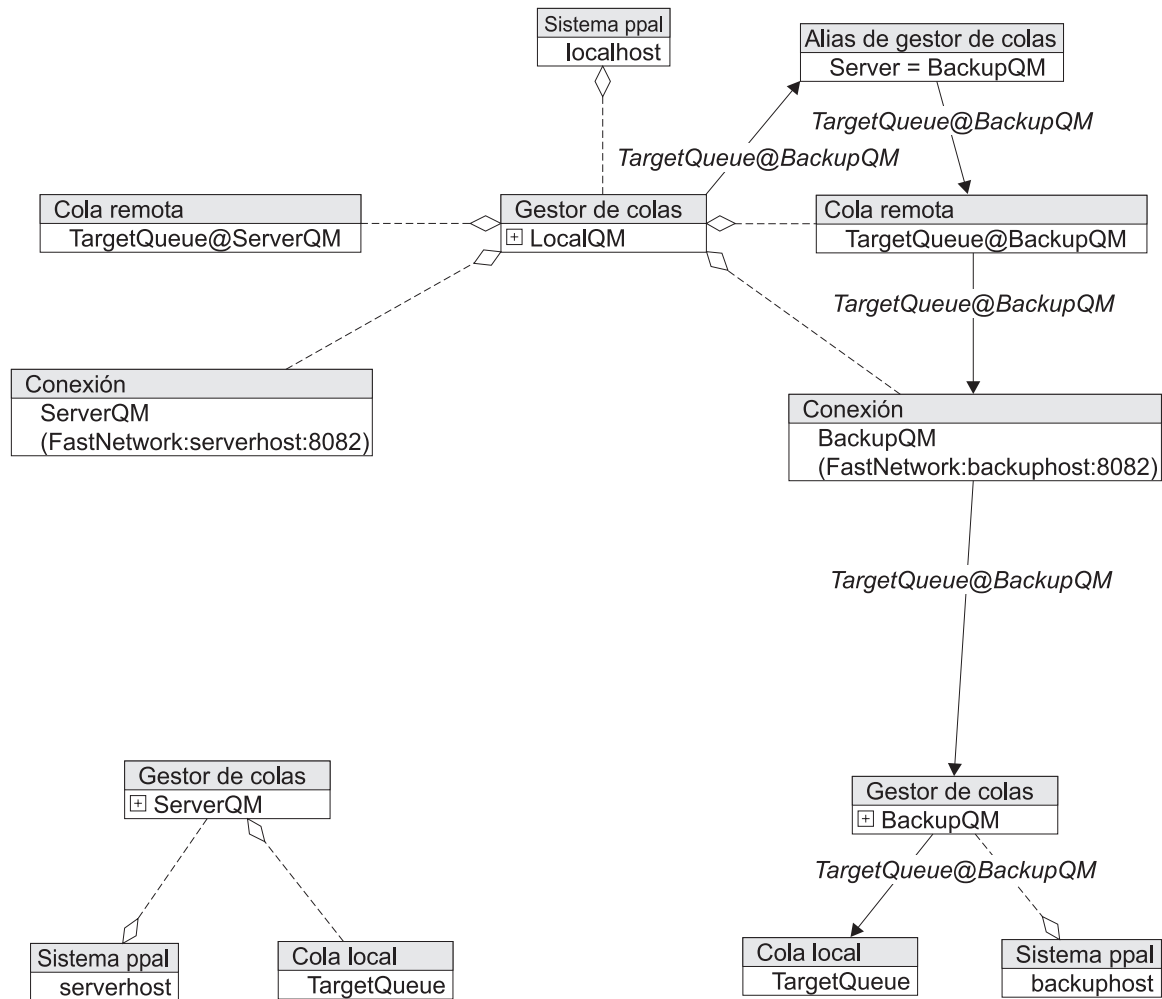 Sistema ppal
localhost
Alias de gestor de colas
Server = BackupQM
TargetQueue@BackupQM
TargetQueue@BackupQM
Cola remota
TargetQueue@ServerQM
Gestor de colas
+ LocalQM
Cola remota
TargetQueue@BackupQM
TargetQueue@BackupQM
Conexión
ServerQM
(FastNetwork:serverhost:8082)
Conexión
BackupQM
(FastNetwork:backuphost:8082)
TargetQueue@BackupQM
Gestor de colas
+ ServerQM
Gestor de colas
+ BackupQM
TargetQueue@BackupQM
Sistema ppal
serverhost
Cola local
TargetQueue
Cola local
TargetQueue
Sistema ppal
backuphost